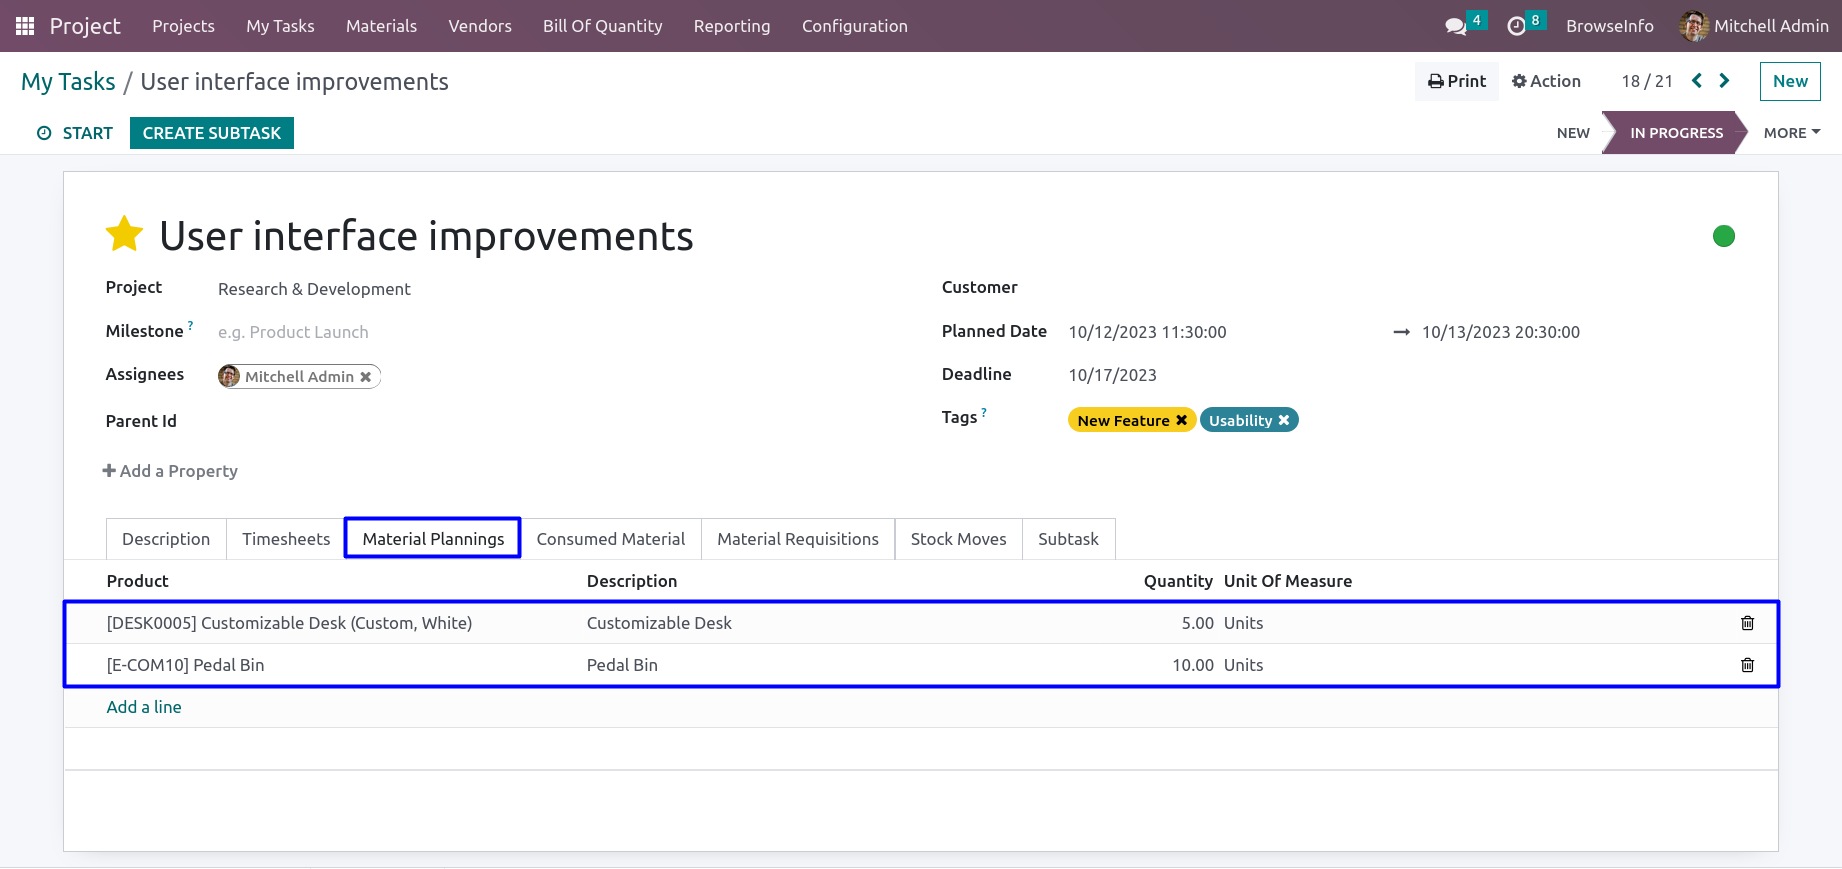 Project Projects My Tasks Materials Vendors Bill Of Quantity Reporting Configuration 4 8 BrowseInfo Mitchell Admin
My Tasks / User interface improvements Print Action 18 / 21 New
START CREATE SUBTASK NEW IN PROGRESS MORE
User interface improvements
Project Research & Development Customer
Milestone ? e.g. Product Launch Planned Date 10/12/2023 11:30:00 → 10/13/2023 20:30:00
Assignees Mitchell Admin ✖ Deadline 10/17/2023
Parent Id Tags ? New Feature ✖ Usability ✖
+ Add a Property
Description Timesheets Material Plannings Consumed Material Material Requisitions Stock Moves Subtask
Product Description Quantity Unit Of Measure
[DESK0005] Customizable Desk (Custom, White) Customizable Desk 5.00 Units
[E-COM10] Pedal Bin Pedal Bin 10.00 Units
Add a line